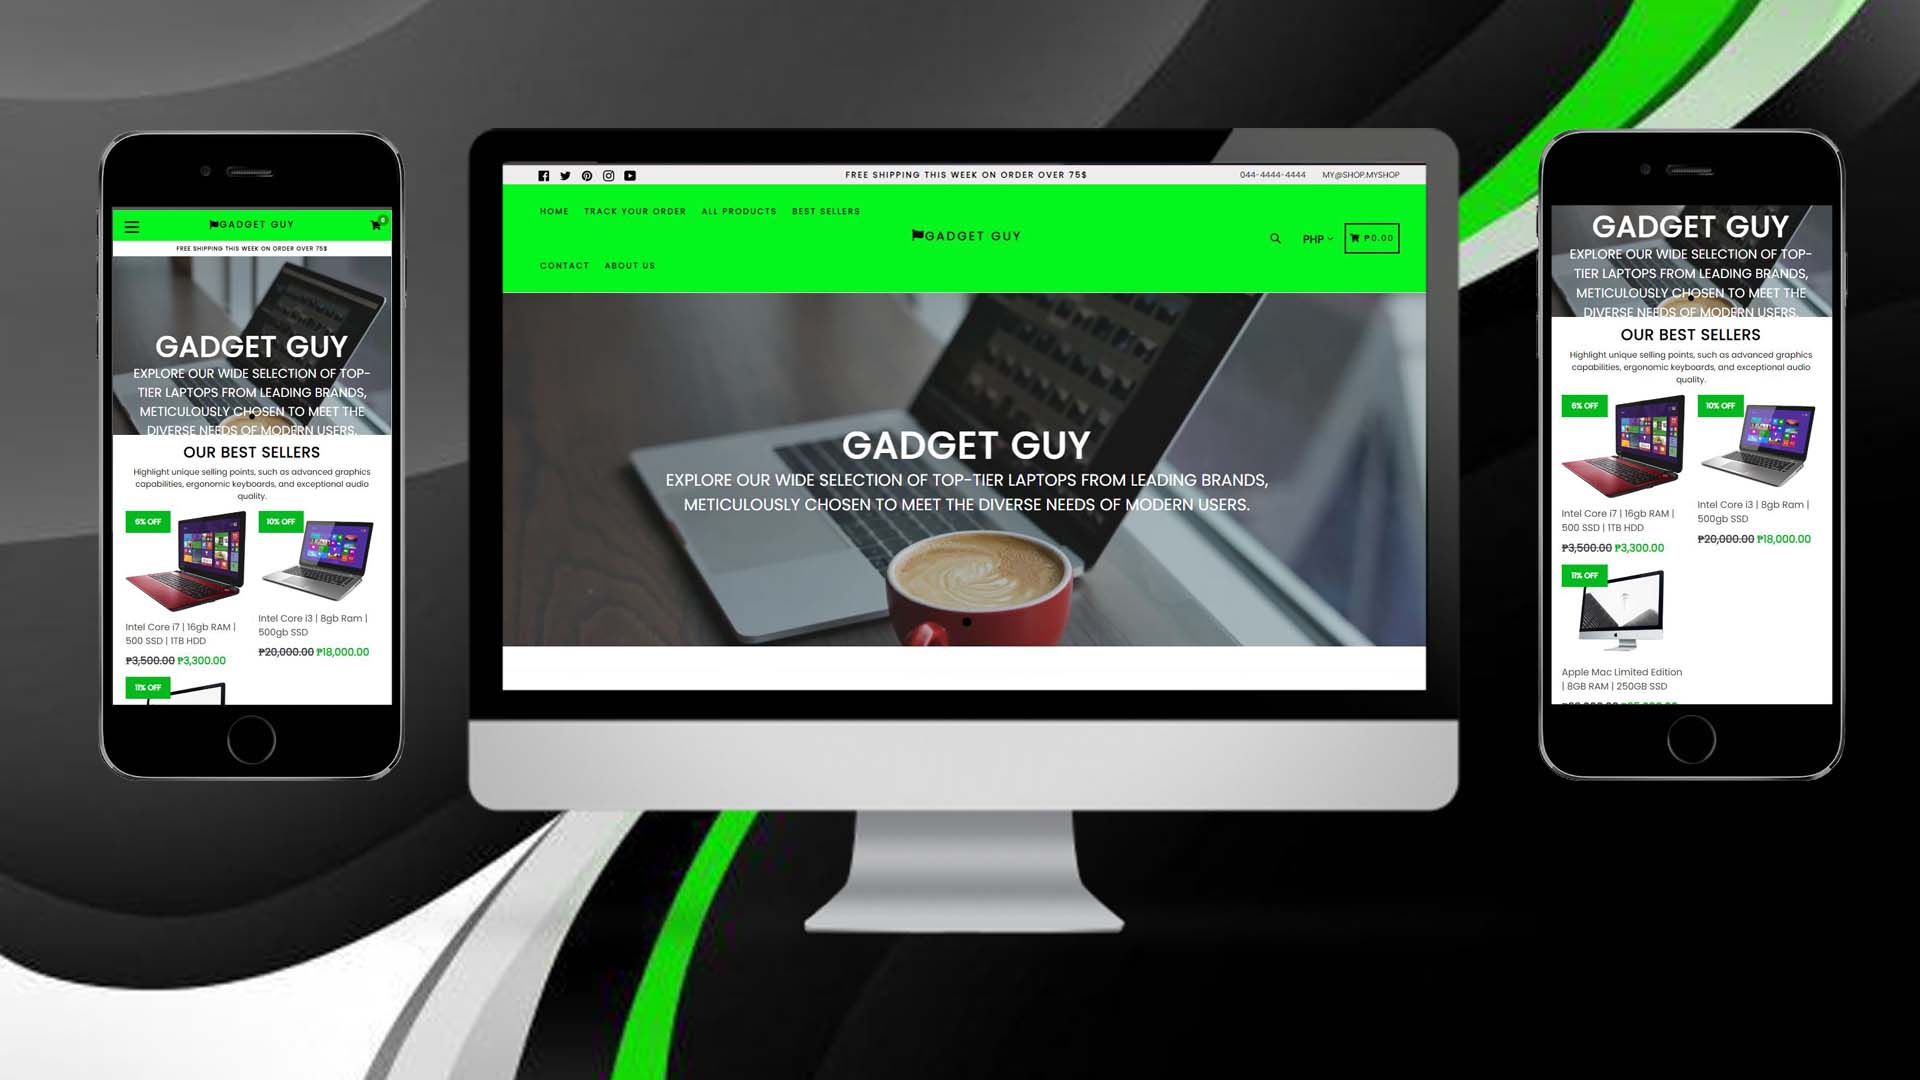 GADGET GUY
0
FREE SHIPPING THIS WEEK ON ORDER OVER 75$
GADGET GUY
EXPLORE OUR WIDE SELECTION OF TOP-
TIER LAPTOPS FROM LEADING BRANDS,
METICULOUSLY CHOSEN TO MEET THE
DIVERSE NEEDS OF MODERN USERS.
OUR BEST SELLERS
Highlight unique selling points, such as advanced graphics
capabilities, ergonomic keyboards, and exceptional audio
quality.
6% OFF
10% OFF
Intel Core i7 | 16gb RAM |
500 SSD | 1TB HDD
₱3,500.00 ₱3,300.00
Intel Core i3 | 8gb Ram |
500gb SSD
₱20,000.00 ₱18,000.00
11% OFF
FREE SHIPPING THIS WEEK ON ORDER OVER 75$
044-4444-4444 MY@SHOP.MYSHOP
HOME TRACK YOUR ORDER ALL PRODUCTS BEST SELLERS
CONTACT ABOUT US
GADGET GUY
PHP
₱0.00
GADGET GUY
EXPLORE OUR WIDE SELECTION OF TOP-TIER LAPTOPS FROM LEADING BRANDS,
METICULOUSLY CHOSEN TO MEET THE DIVERSE NEEDS OF MODERN USERS.
GADGET GUY
EXPLORE OUR WIDE SELECTION OF TOP-
TIER LAPTOPS FROM LEADING BRANDS,
METICULOUSLY CHOSEN TO MEET THE
DIVERSE NEEDS OF MODERN USERS.
OUR BEST SELLERS
Highlight unique selling points, such as advanced graphics
capabilities, ergonomic keyboards, and exceptional audio
quality.
6% OFF
10% OFF
Intel Core i7 | 16gb RAM |
500 SSD | 1TB HDD
₱3,500.00 ₱3,300.00
Intel Core i3 | 8gb Ram |
500gb SSD
₱20,000.00 ₱18,000.00
11% OFF
Apple Mac Limited Edition
| 8GB RAM | 250GB SSD